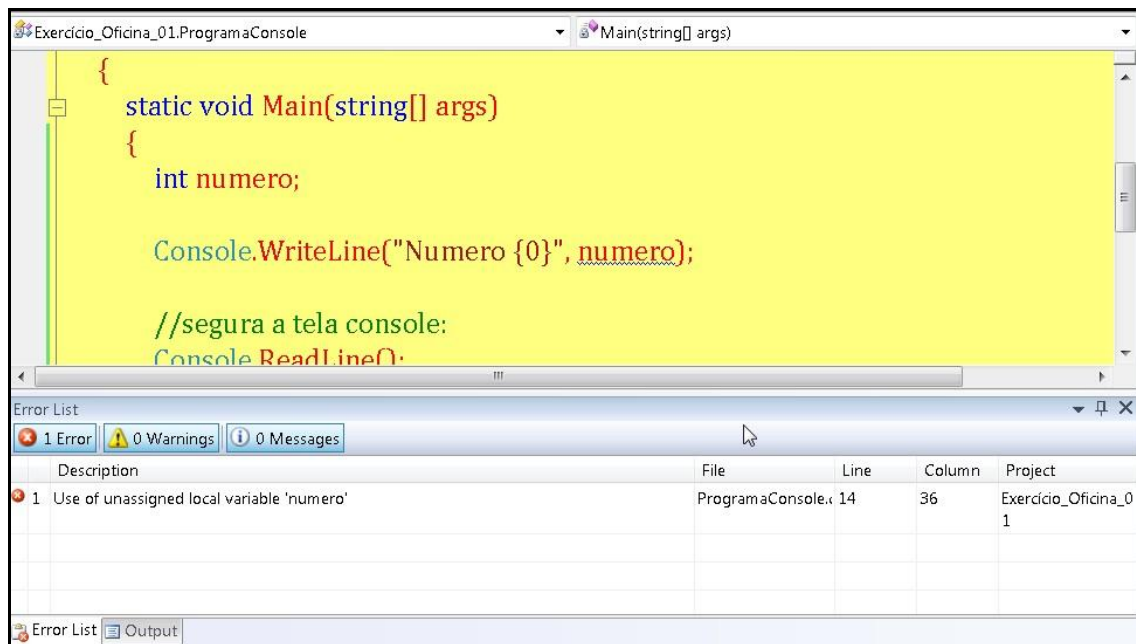 Exercício_Oficina_01.ProgramaConsole
Main(string[] args)
{
static void Main(string[] args)
{
int numero;
Console.WriteLine("Numero {0}", numero);
//segura a tela console:
Console.ReadLine();
Error List
1 Error
0 Warnings
0 Messages
Description File Line Column Project
1 Use of unassigned local variable 'numero' ProgramaConsole.c 14 36 Exercício_Oficina_0
1
Error List
Output